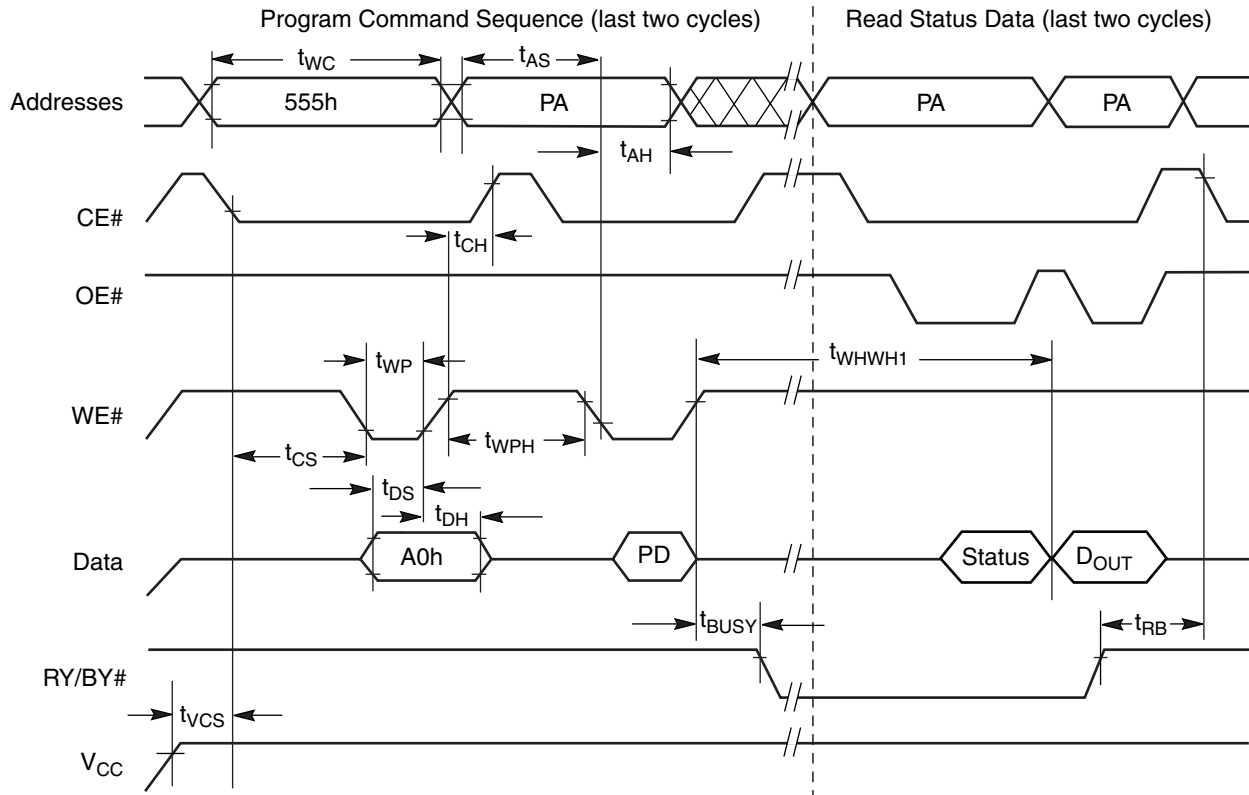 Program Command Sequence (last two cycles) Read Status Data (last two cycles)
tWC tAS
Addresses 555h PA PA PA
tAH
CE#
tCH
OE#
tWP tWHWH1
WE#
tCS tWPH
tDS
tDH
Data A0h PD Status DOUT
tBUSY tRB
RY/BY#
tVCS
VCC